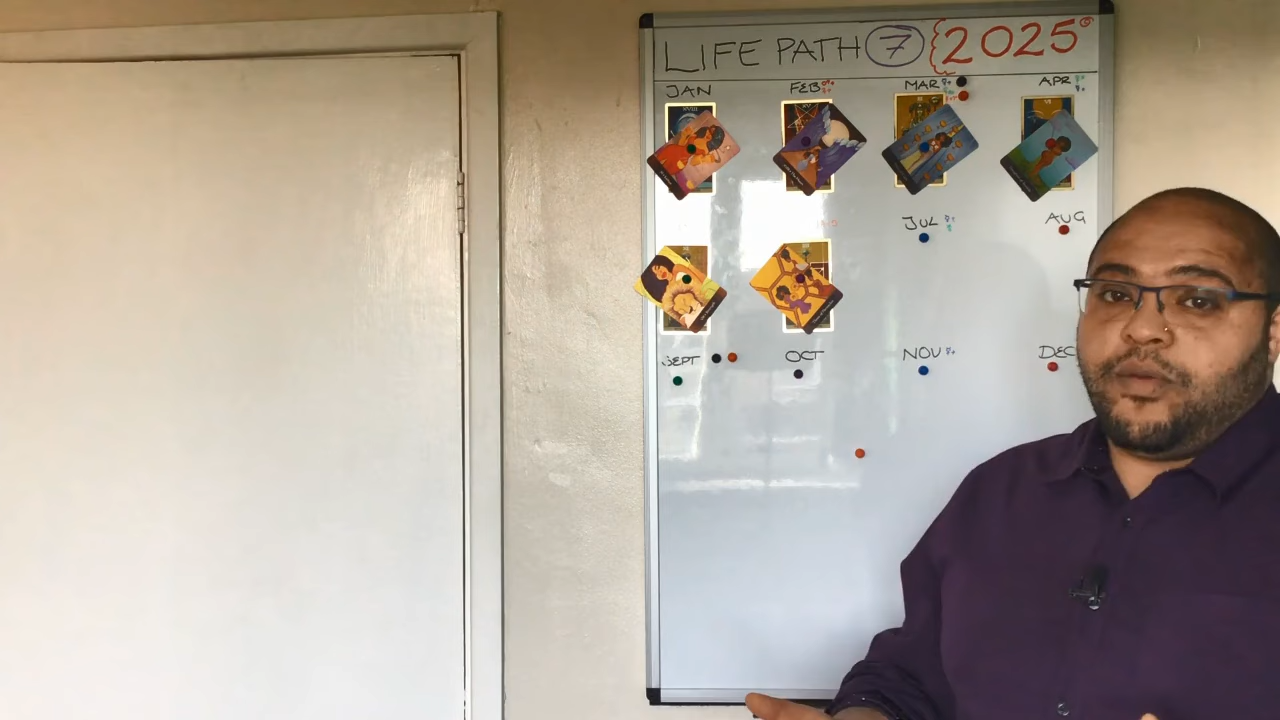 LIFE PATH 7 2025
JAN FEB MAR APR
JUL AUG
SEPT OCT NOV DEC